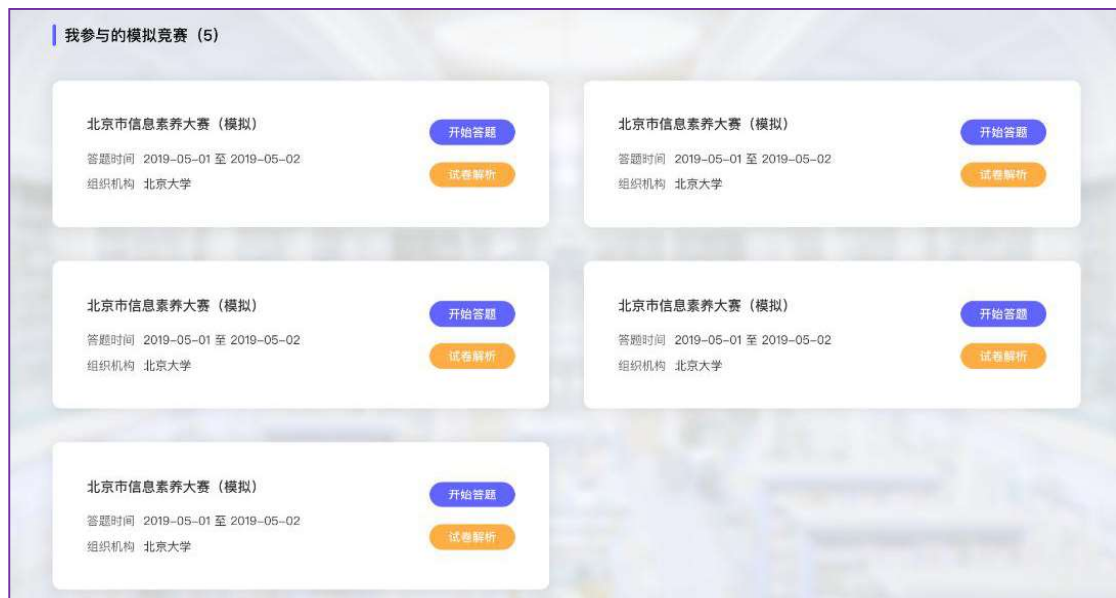 我参与的模拟竞赛（5）
北京市信息素养大赛（模拟）
开始答题
答题时间 2019-05-01 至 2019-05-02
试卷解析
组织机构 北京大学
北京市信息素养大赛（模拟）
开始答题
答题时间 2019-05-01 至 2019-05-02
试卷解析
组织机构 北京大学
北京市信息素养大赛（模拟）
开始答题
答题时间 2019-05-01 至 2019-05-02
试卷解析
组织机构 北京大学
北京市信息素养大赛（模拟）
开始答题
答题时间 2019-05-01 至 2019-05-02
试卷解析
组织机构 北京大学
北京市信息素养大赛（模拟）
开始答题
答题时间 2019-05-01 至 2019-05-02
试卷解析
组织机构 北京大学